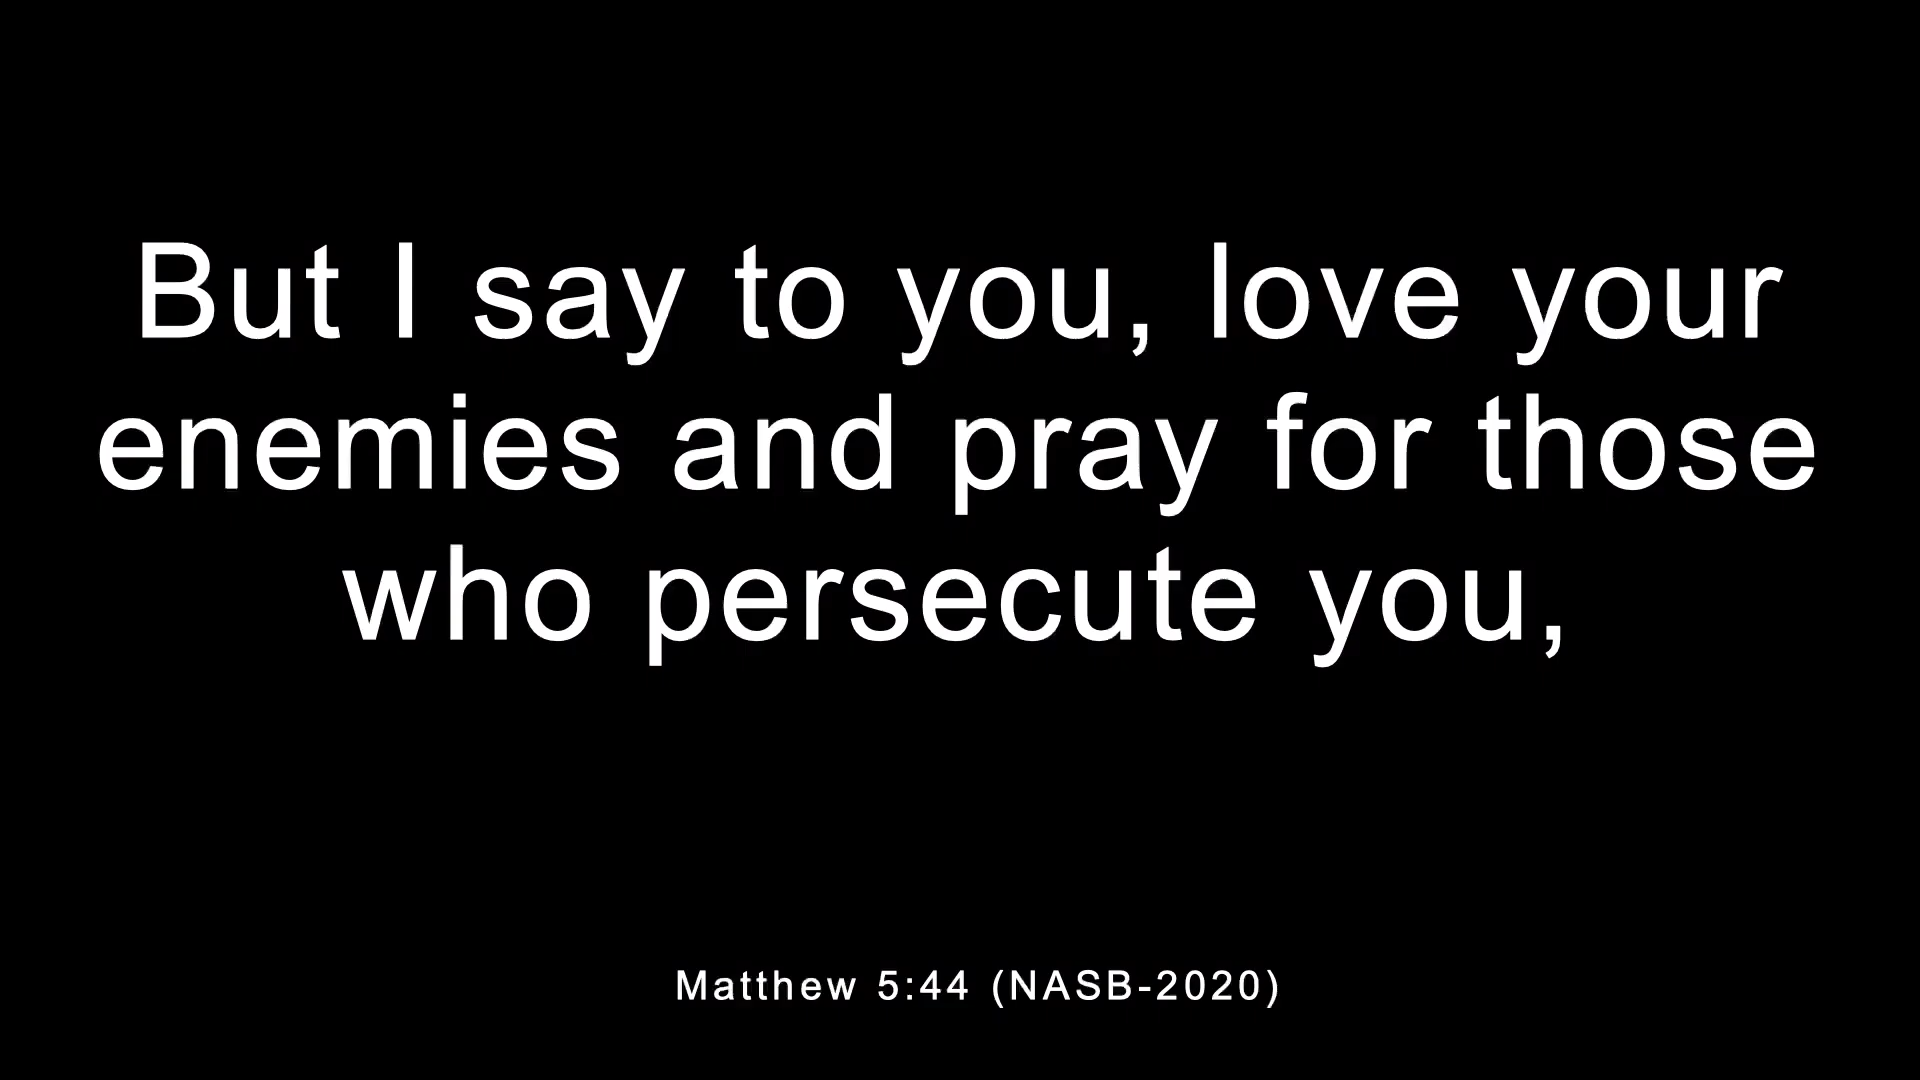 But I say to you, love your
enemies and pray for those
who persecute you,
Matthew 5:44 (NASB-2020)